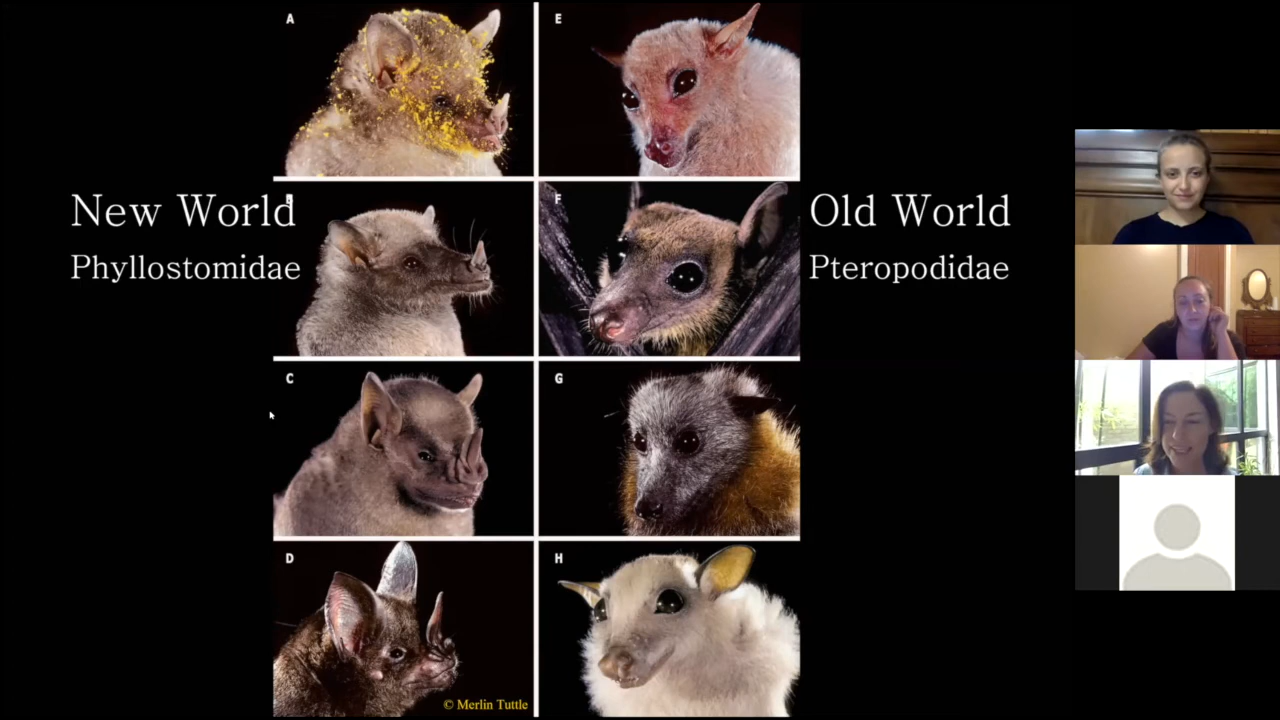 A
E
New World
Phyllostomidae
B
F
Old World
Pteropodidae
C
G
D
H
© Merlin Tuttle